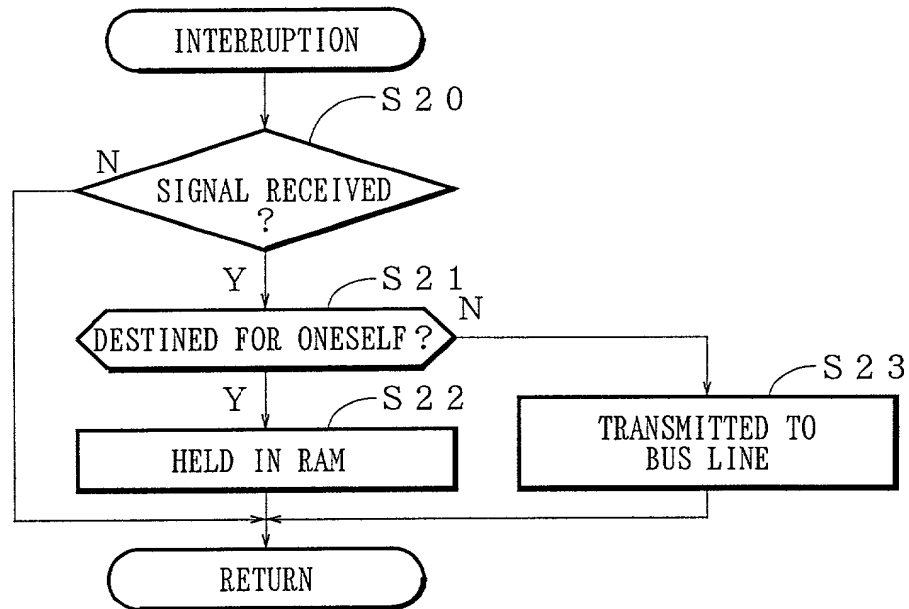 INTERRUPTION
S20
N
SIGNAL RECEIVED
?
Y
S21
N
DESTINED FOR ONESELF?
Y
S22
S23
HELD IN RAM
TRANSMITTED TO
BUS LINE
RETURN